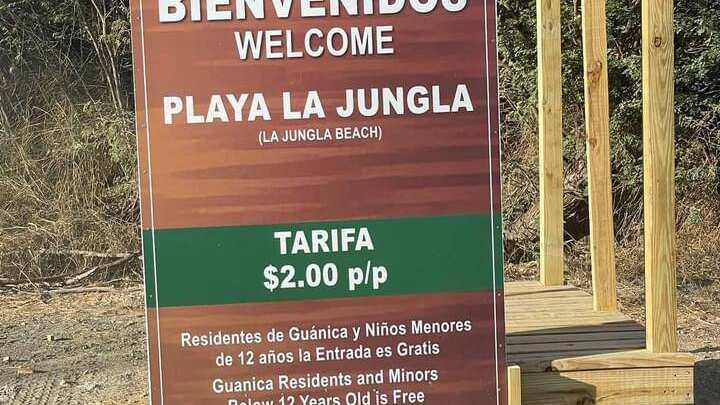 BIENVENIDOS
WELCOME
PLAYA LA JUNGLA
(LA JUNGLA BEACH)
TARIFA
$2.00 p/p
Residentes de Guánica y Niños Menores
de 12 años la Entrada es Gratis
Guanica Residents and Minors
Below 12 Years Old is Free